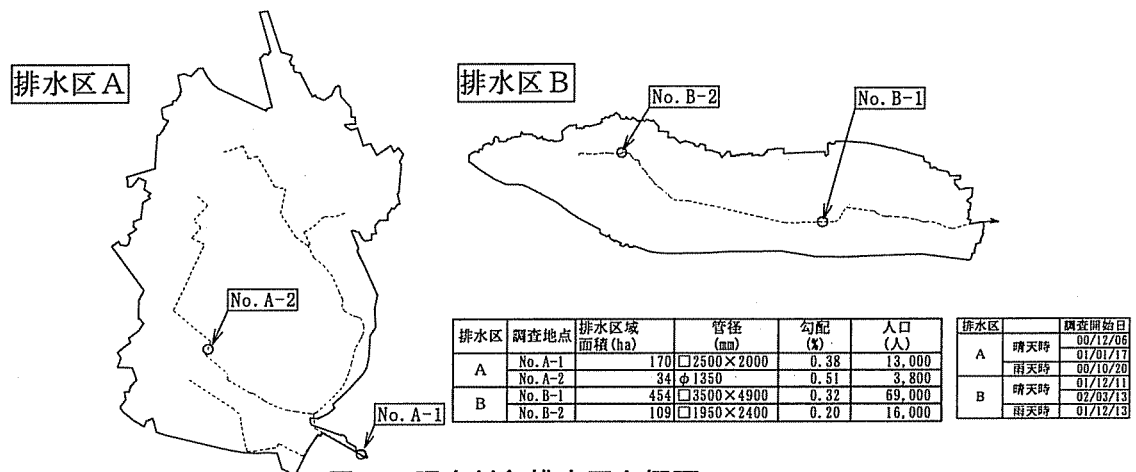 排水区A
排水区B
No. B-2
No. B-1
No. A-2
No. A-1
排水区 調査地点 排水区域面積(ha) 管径(mm) 勾配(%) 人口(人)
A No. A-1 170 □2500×2000 0.38 13,000
No. A-2 34 φ1350 0.51 3,800
B No. B-1 454 □3500×4900 0.32 69,000
No. B-2 109 □1950×2400 0.20 16,000
排水区 調査開始日
A 晴天時 00/12/06
01/01/17
雨天時 00/10/20
B 晴天時 01/12/11
02/03/13
雨天時 01/12/13